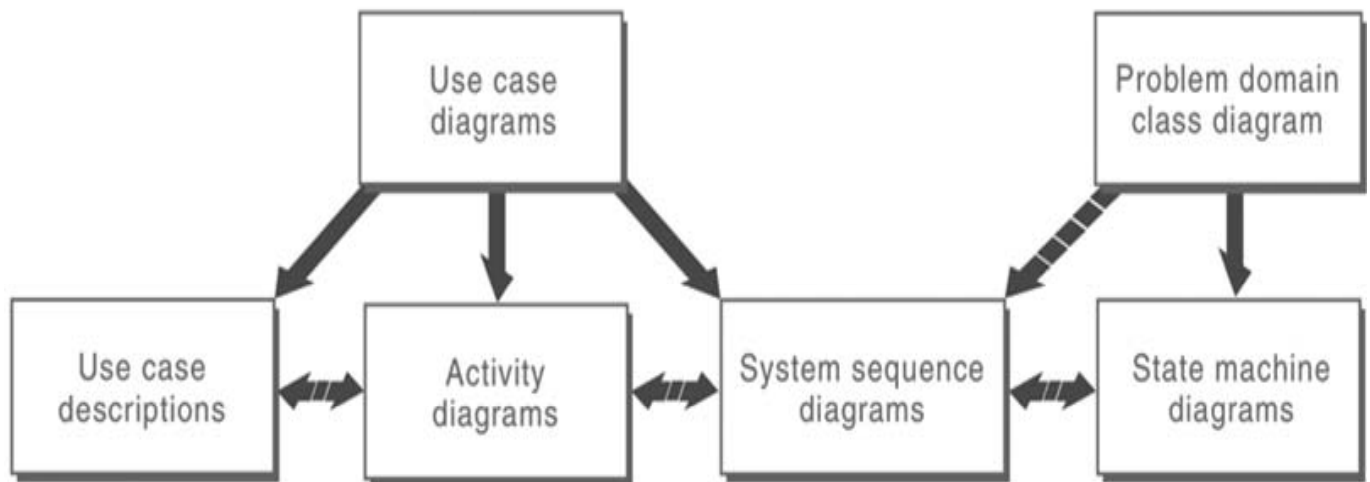 Use case
diagrams
Problem domain
class diagram
Use case
descriptions
Activity
diagrams
System sequence
diagrams
State machine
diagrams